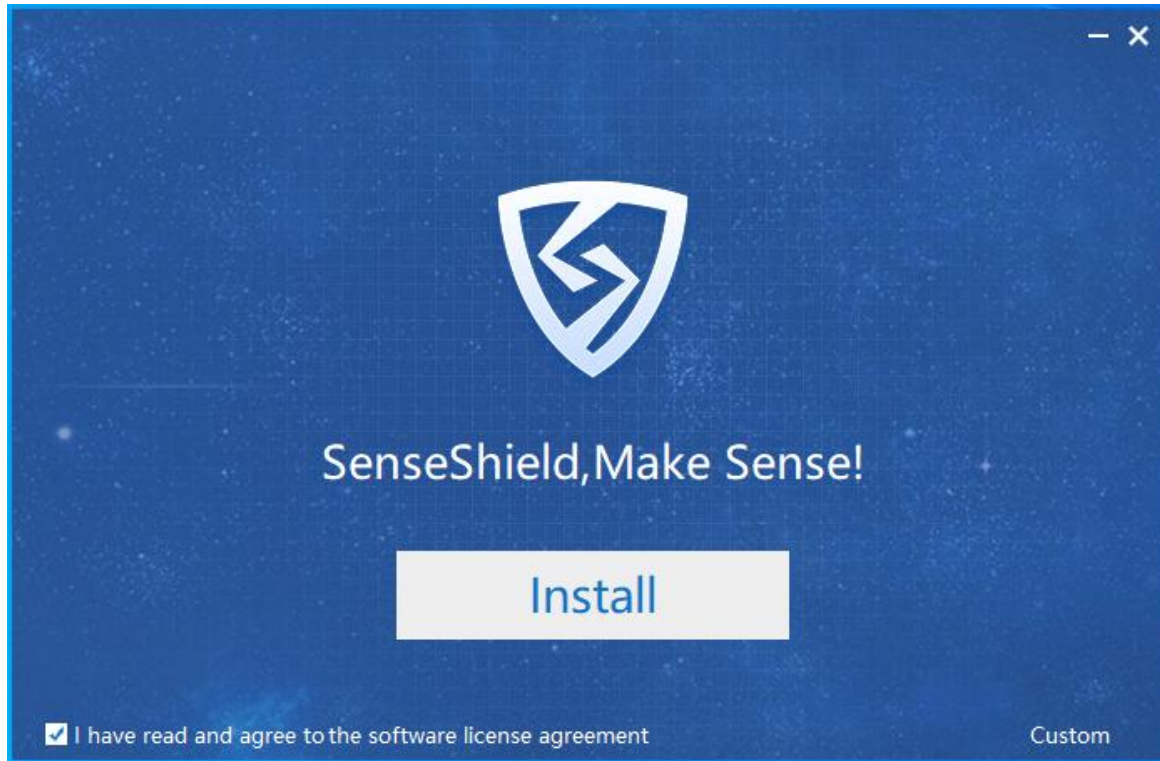 SenseShield,Make Sense!
Install
I have read and agree to the software license agreement
Custom